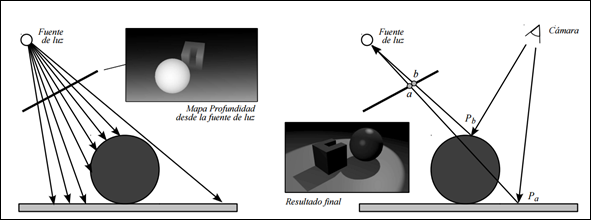 Fuente
de luz
Mapa Profundidad
desde la fuente de luz
Fuente
de luz
Cámara
b
a
Pb
Resultado final
Pa